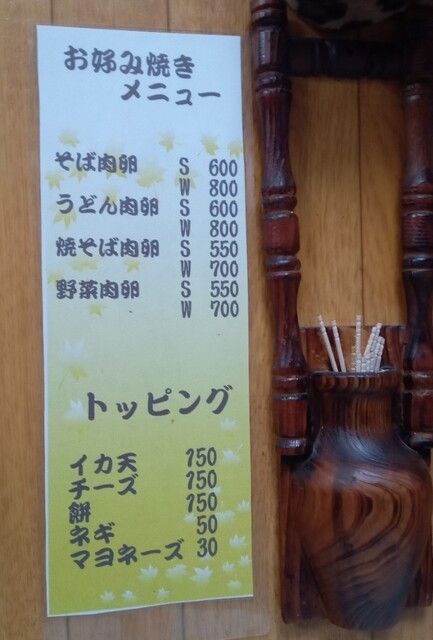 お好み焼き
メニュー
そば肉卵 S 600
W 800
うどん肉卵 S 600
W 800
焼そば肉卵 S 550
W 700
野菜肉卵 S 550
W 700
トッピング
イカ天 150
チーズ 150
餅 150
ネギ 50
マヨネーズ 30